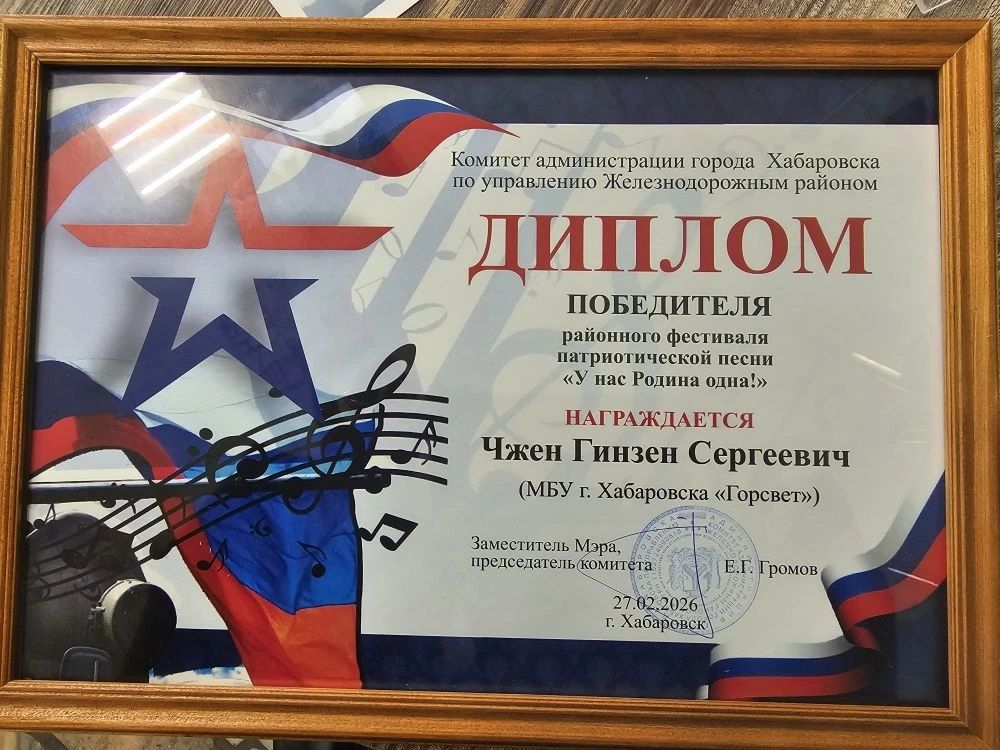 Комитет администрации города Хабаровска
по управлению Железнодорожным районом
ДИПЛОМ
ПОБЕДИТЕЛЯ
районного фестиваля
патриотической песни
«У нас Родина одна!»
НАГРАЖДАЕТСЯ
Чжен Гинзен Сергеевич
(МБУ г. Хабаровска «Горсвет»)
Заместитель Мэра,
председатель комитета Е.Г. Громов
27.02.2026
г. Хабаровск